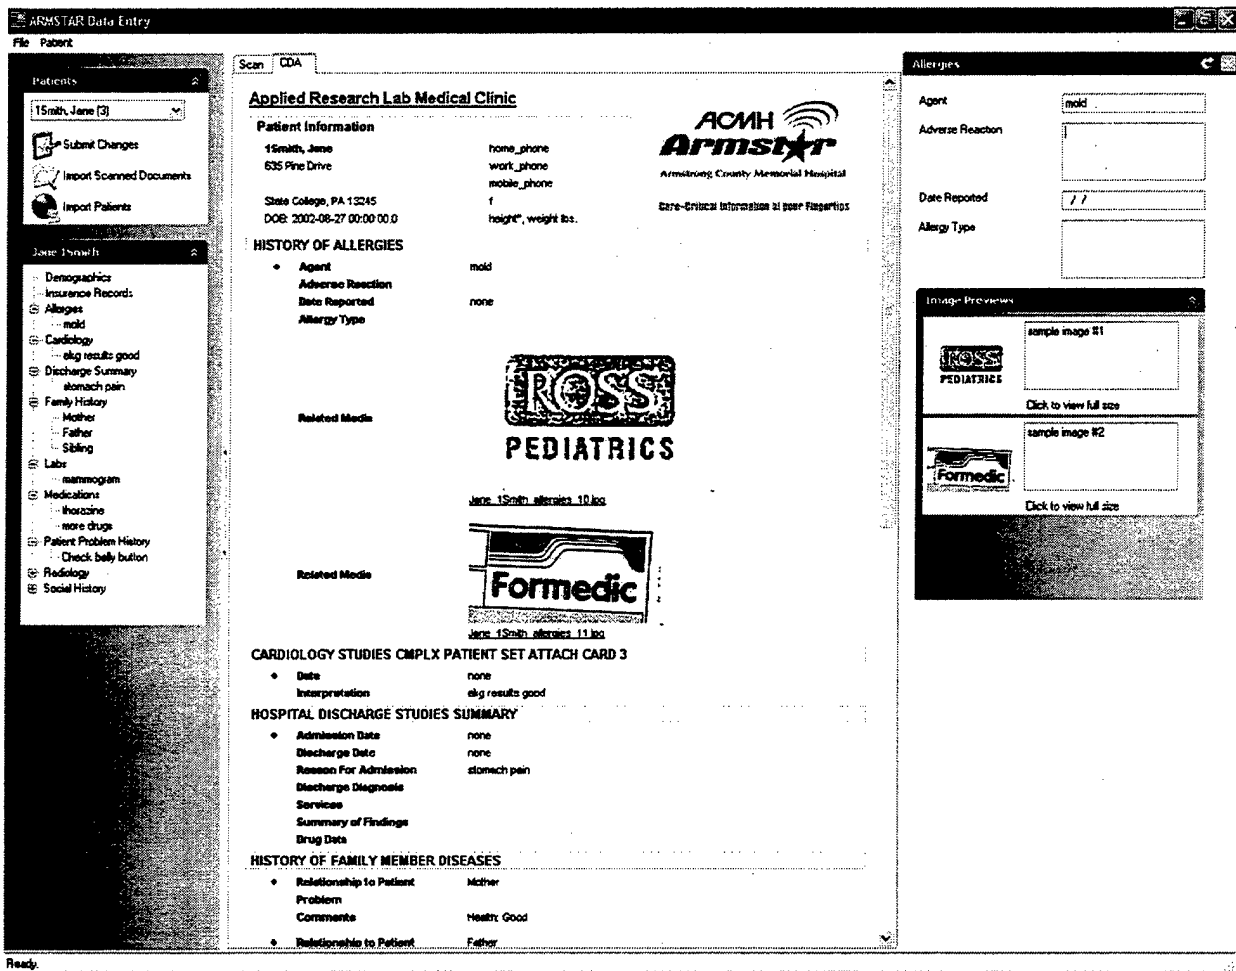 ARMSTAR Data Entry
File Patient
Patients
1Smith, Jane (3)
Submit Changes
Import Scanned Documents
Import Patients
Jane 1Smith
Demographics
Insurance Records
Allergies
mold
Cardiology
ekg results good
Discharge Summary
stomach pain
Family History
Mother
Father
Sibling
Labs
mammogram
Medications
thorazine
more drugs
Patient Problem History
Check belly button
Radiology
Social History
Scan CDA
Applied Research Lab Medical Clinic
Patient Information
1Smith, Jane home_phone
635 Pine Drive work_phone
mobile_phone
State College, PA 13245 f
DOB: 2002-08-27 00:00:00.0 height", weight lbs.
ACMH
Armstar
Armstrong County Memorial Hospital
Care-Critical Information at your Fingertips
HISTORY OF ALLERGIES
Agent mold
Adverse Reaction
Date Reported none
Allergy Type
ROSS
PEDIATRICS
Related Media
Jane_1Smith_allergies_10.jpg
Formedic
Related Media
Jane_1Smith_allergies_11.jpg
CARDIOLOGY STUDIES CMPLX PATIENT SET ATTACH CARD 3
Date none
Interpretation ekg results good
HOSPITAL DISCHARGE STUDIES SUMMARY
Admission Date none
Discharge Date none
Reason For Admission stomach pain
Discharge Diagnosis
Services
Summary of Findings
Drug Data
HISTORY OF FAMILY MEMBER DISEASES
Relationship to Patient Mother
Problem
Comments Health: Good
Relationship to Patient Father
Allergies
Agent mold
Adverse Reaction
Date Reported / /
Allergy Type
Image Previews
ROSS
PEDIATRICS
sample image #1
Click to view full size
Formedic
sample image #2
Click to view full size
Ready.